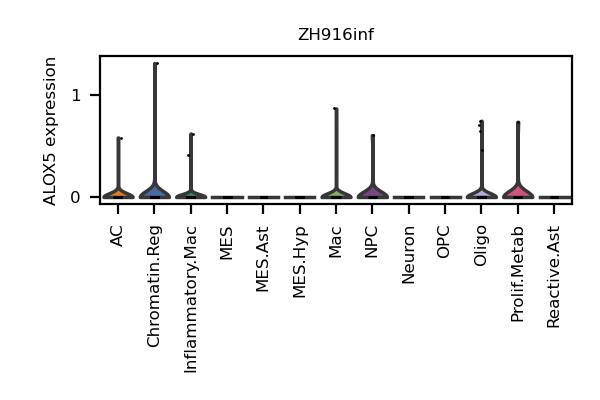 ZH916inf
ALOX5 expression
1
0
AC
Chromatin.Reg
Inflammatory.Mac
MES
MES.Ast
MES.Hyp
Mac
NPC
Neuron
OPC
Oligo
Prolif.Metab
Reactive.Ast